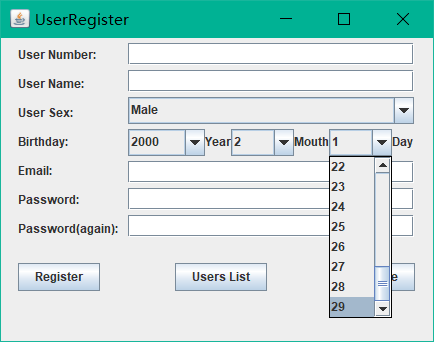 UserRegister
User Number:
User Name:
User Sex: Male
Birthday: 2000 Year 2 Mouth 1 Day
Email:
Password:
Password(again):
22
23
24
25
26
27
28
29
Register Users List